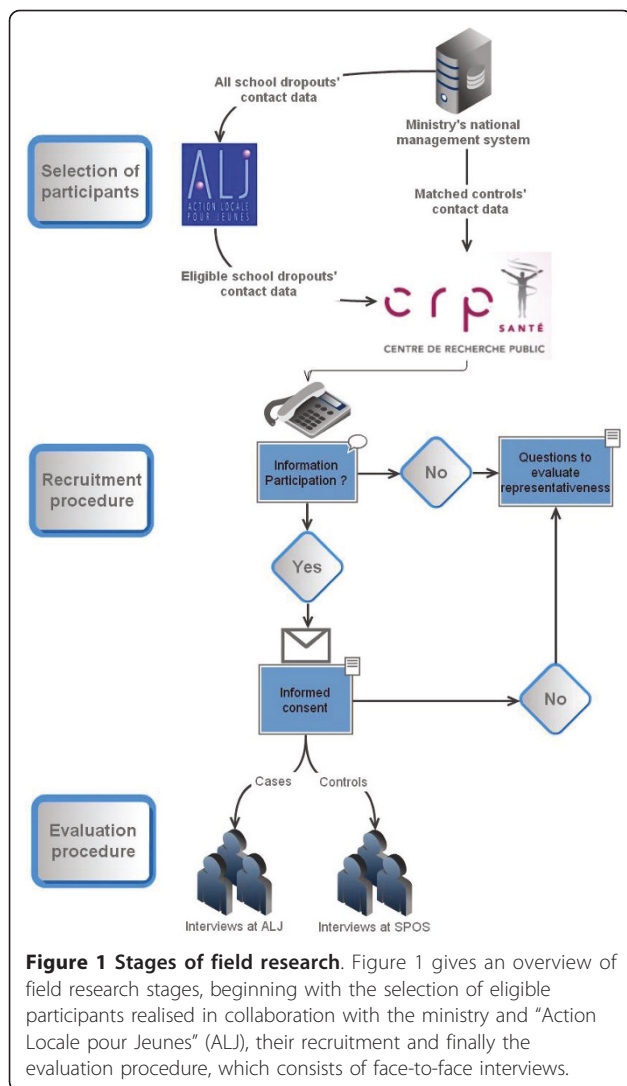 All school dropouts'
contact data
Ministry's national
management system
Selection of
participants
ALJ
ACTION LOCALE
POUR JEUNES
Matched controls'
contact data
Eligible school dropouts'
contact data
crp
SANTÉ
CENTRE DE RECHERCHE PUBLIC
Recruitment
procedure
Information
Participation ?
No
Questions to
evaluate
representativeness
Yes
Informed
consent
No
Cases
Controls
Evaluation
procedure
Interviews at ALJ
Interviews at SPOS
Figure 1 Stages of field research. Figure 1 gives an overview of
field research stages, beginning with the selection of eligible
participants realised in collaboration with the ministry and “Action
Locale pour Jeunes” (ALJ), their recruitment and finally the
evaluation procedure, which consists of face-to-face interviews.